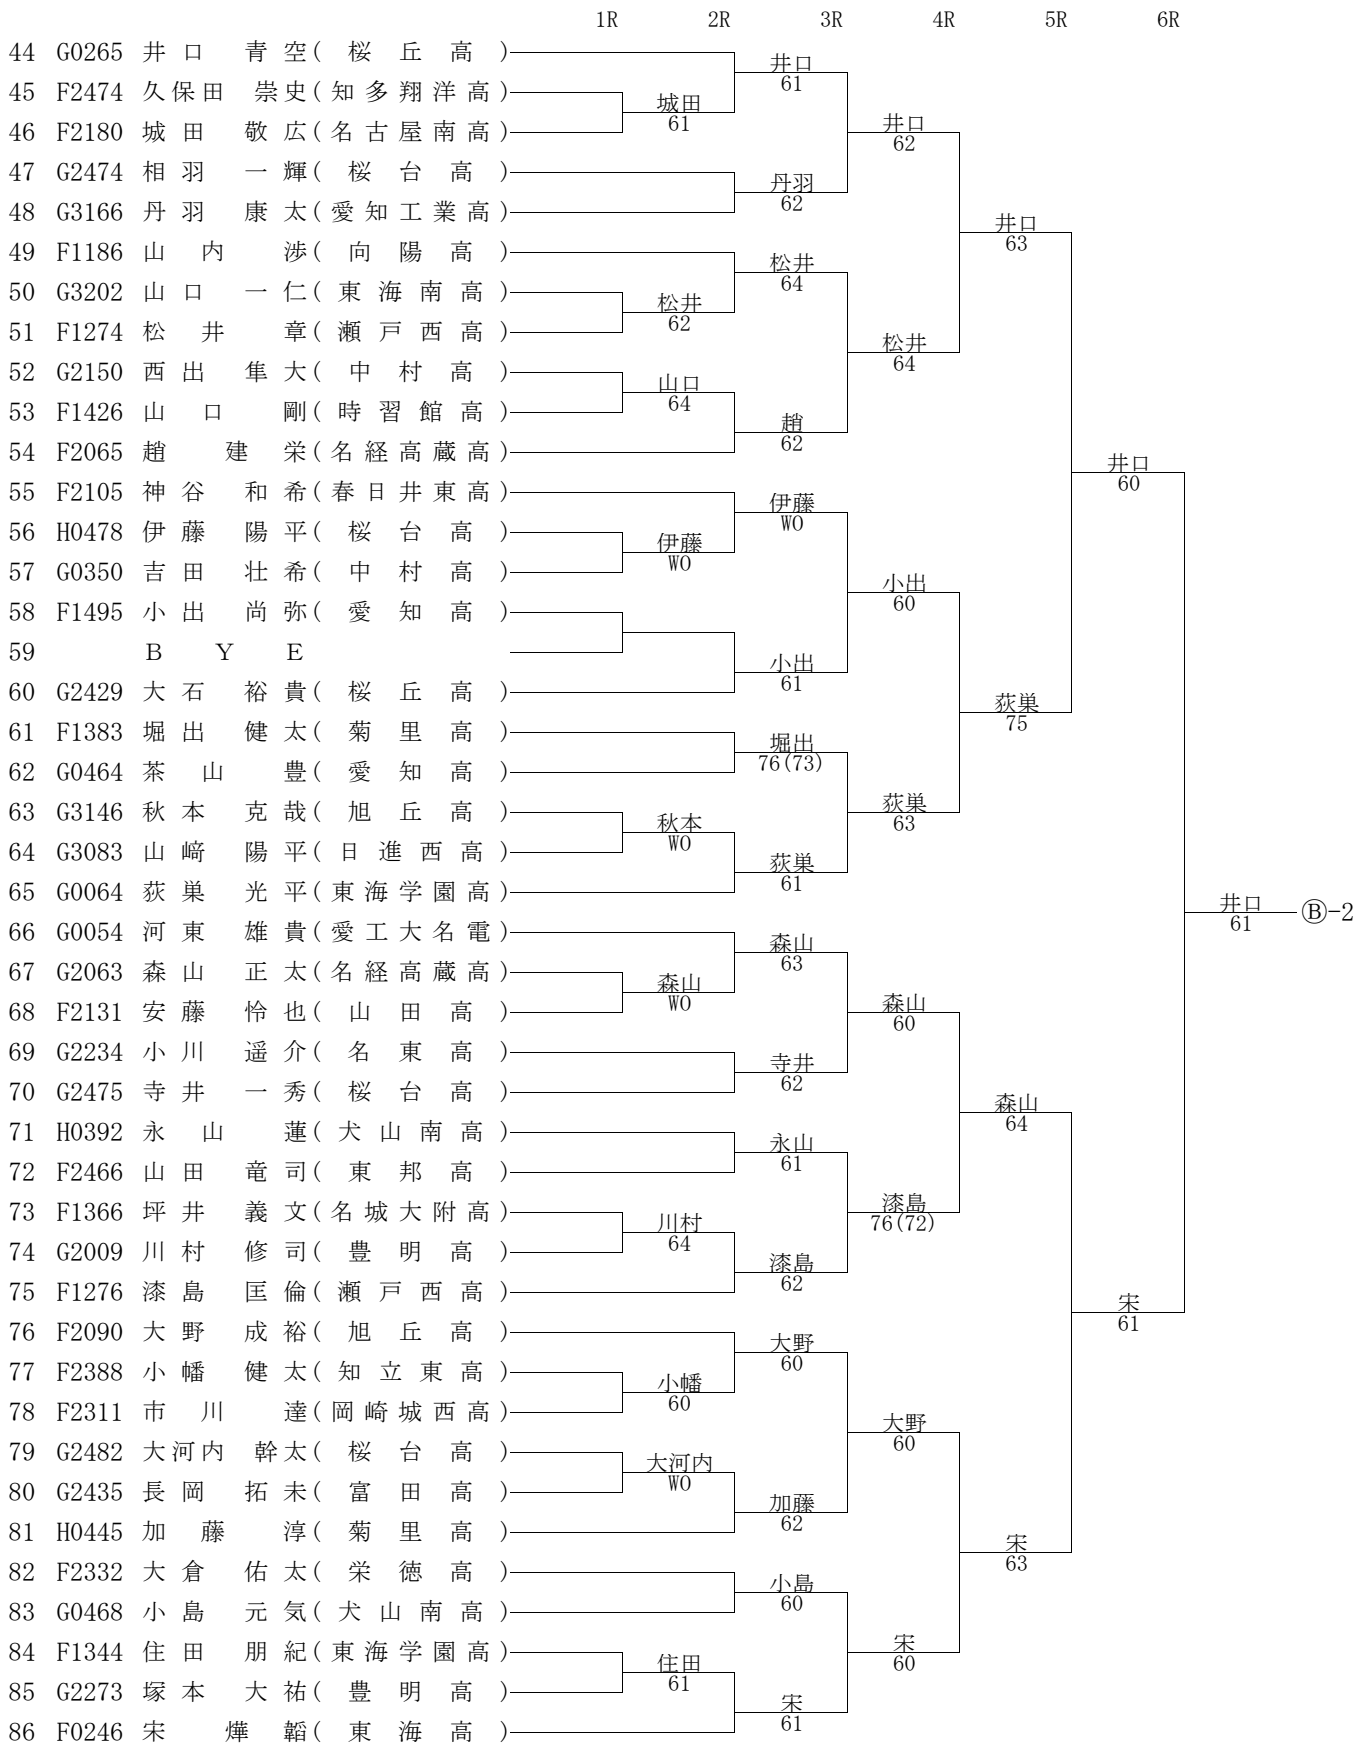 1R 2R 3R 4R 5R 6R
44 G0265 井口 青空(桜丘高)
井口
61
45 F2474 久保田 崇史(知多翔洋高)
城田
61
46 F2180 城田 敬広(名古屋南高)
井口
62
47 G2474 相羽 一輝(桜台高)
丹羽
62
48 G3166 丹羽 康太(愛知工業高)
井口
63
49 F1186 山内 渉(向陽高)
松井
64
50 G3202 山口 一仁(東海南高)
松井
62
51 F1274 松井 章(瀬戸西高)
松井
64
52 G2150 西出 隼大(中村高)
山口
64
53 F1426 山口 剛(時習館高)
趙
62
54 F2065 趙 建栄(名経高蔵高)
井口
60
55 F2105 神谷 和希(春日井東高)
伊藤
WO
56 H0478 伊藤 陽平(桜台高)
伊藤
WO
57 G0350 吉田 壮希(中村高)
小出
60
58 F1495 小出 尚弥(愛知高)
59 BYE
小出
61
60 G2429 大石 裕貴(桜丘高)
荻巣
75
61 F1383 堀出 健太(菊里高)
堀出
76(73)
62 G0464 茶山 豊(愛知高)
荻巣
63
63 G3146 秋本 克哉(旭丘高)
秋本
WO
64 G3083 山﨑 陽平(日進西高)
荻巣
61
65 G0064 荻巣 光平(東海学園高)
井口
61
Ⓑ-2
66 G0054 河東 雄貴(愛工大名電)
森山
63
67 G2063 森山 正太(名経高蔵高)
森山
WO
68 F2131 安藤 怜也(山田高)
森山
60
69 G2234 小川 遥介(名東高)
寺井
62
70 G2475 寺井 一秀(桜台高)
森山
64
71 H0392 永山 蓮(犬山南高)
永山
61
72 F2466 山田 竜司(東邦高)
漆島
76(72)
73 F1366 坪井 義文(名城大附高)
川村
64
74 G2009 川村 修司(豊明高)
漆島
62
75 F1276 漆島 匡倫(瀬戸西高)
宋
61
76 F2090 大野 成裕(旭丘高)
大野
60
77 F2388 小幡 健太(知立東高)
小幡
60
78 F2311 市川 達(岡崎城西高)
大野
60
79 G2482 大河内 幹太(桜台高)
大河内
WO
80 G2435 長岡 拓未(富田高)
加藤
62
81 H0445 加藤 淳(菊里高)
宋
63
82 F2332 大倉 佑太(栄徳高)
小島
60
83 G0468 小島 元気(犬山南高)
宋
60
84 F1344 住田 朋紀(東海学園高)
住田
61
85 G2273 塚本 大祐(豊明高)
宋
61
86 F0246 宋 燁韜(東海高)